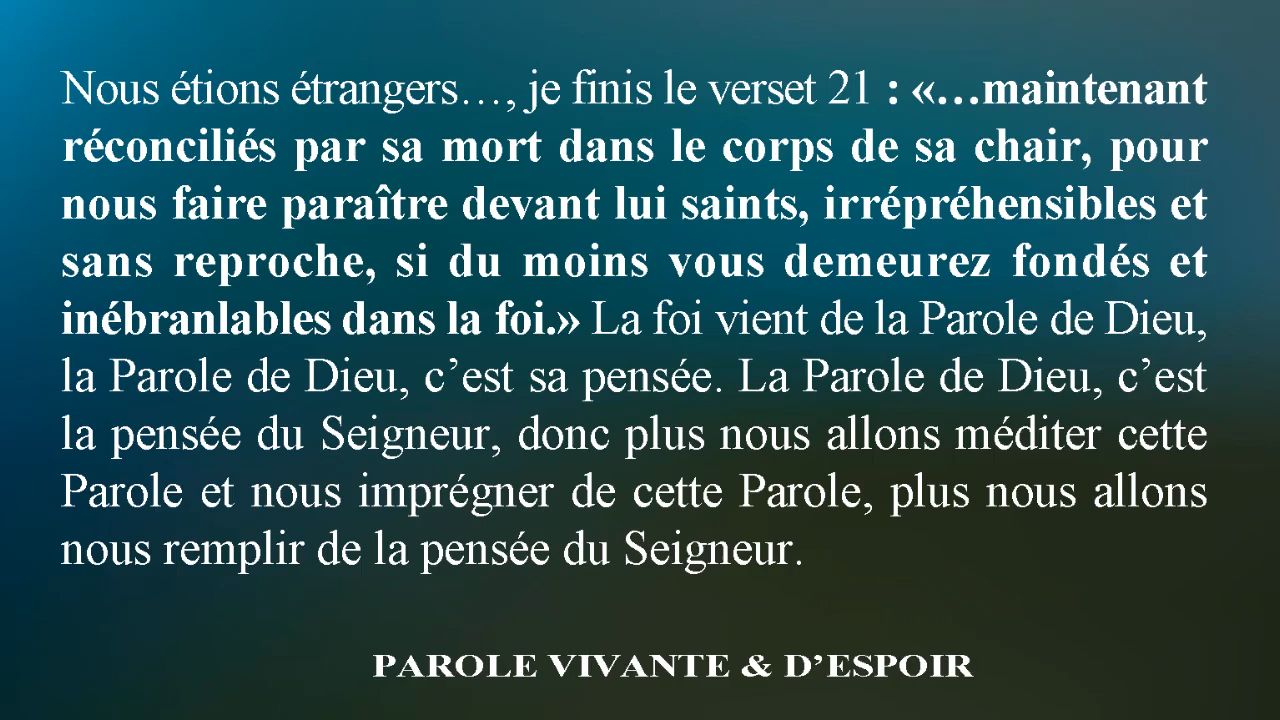 Nous étions étrangers…, je finis le verset 21 : «…maintenant
réconciliés par sa mort dans le corps de sa chair, pour
nous faire paraître devant lui saints, irrépréhensibles et
sans reproche, si du moins vous demeurez fondés et
inébranlables dans la foi.» La foi vient de la Parole de Dieu,
la Parole de Dieu, c’est sa pensée. La Parole de Dieu, c’est
la pensée du Seigneur, donc plus nous allons méditer cette
Parole et nous imprégner de cette Parole, plus nous allons
nous remplir de la pensée du Seigneur.
PAROLE VIVANTE & D’ESPOIR